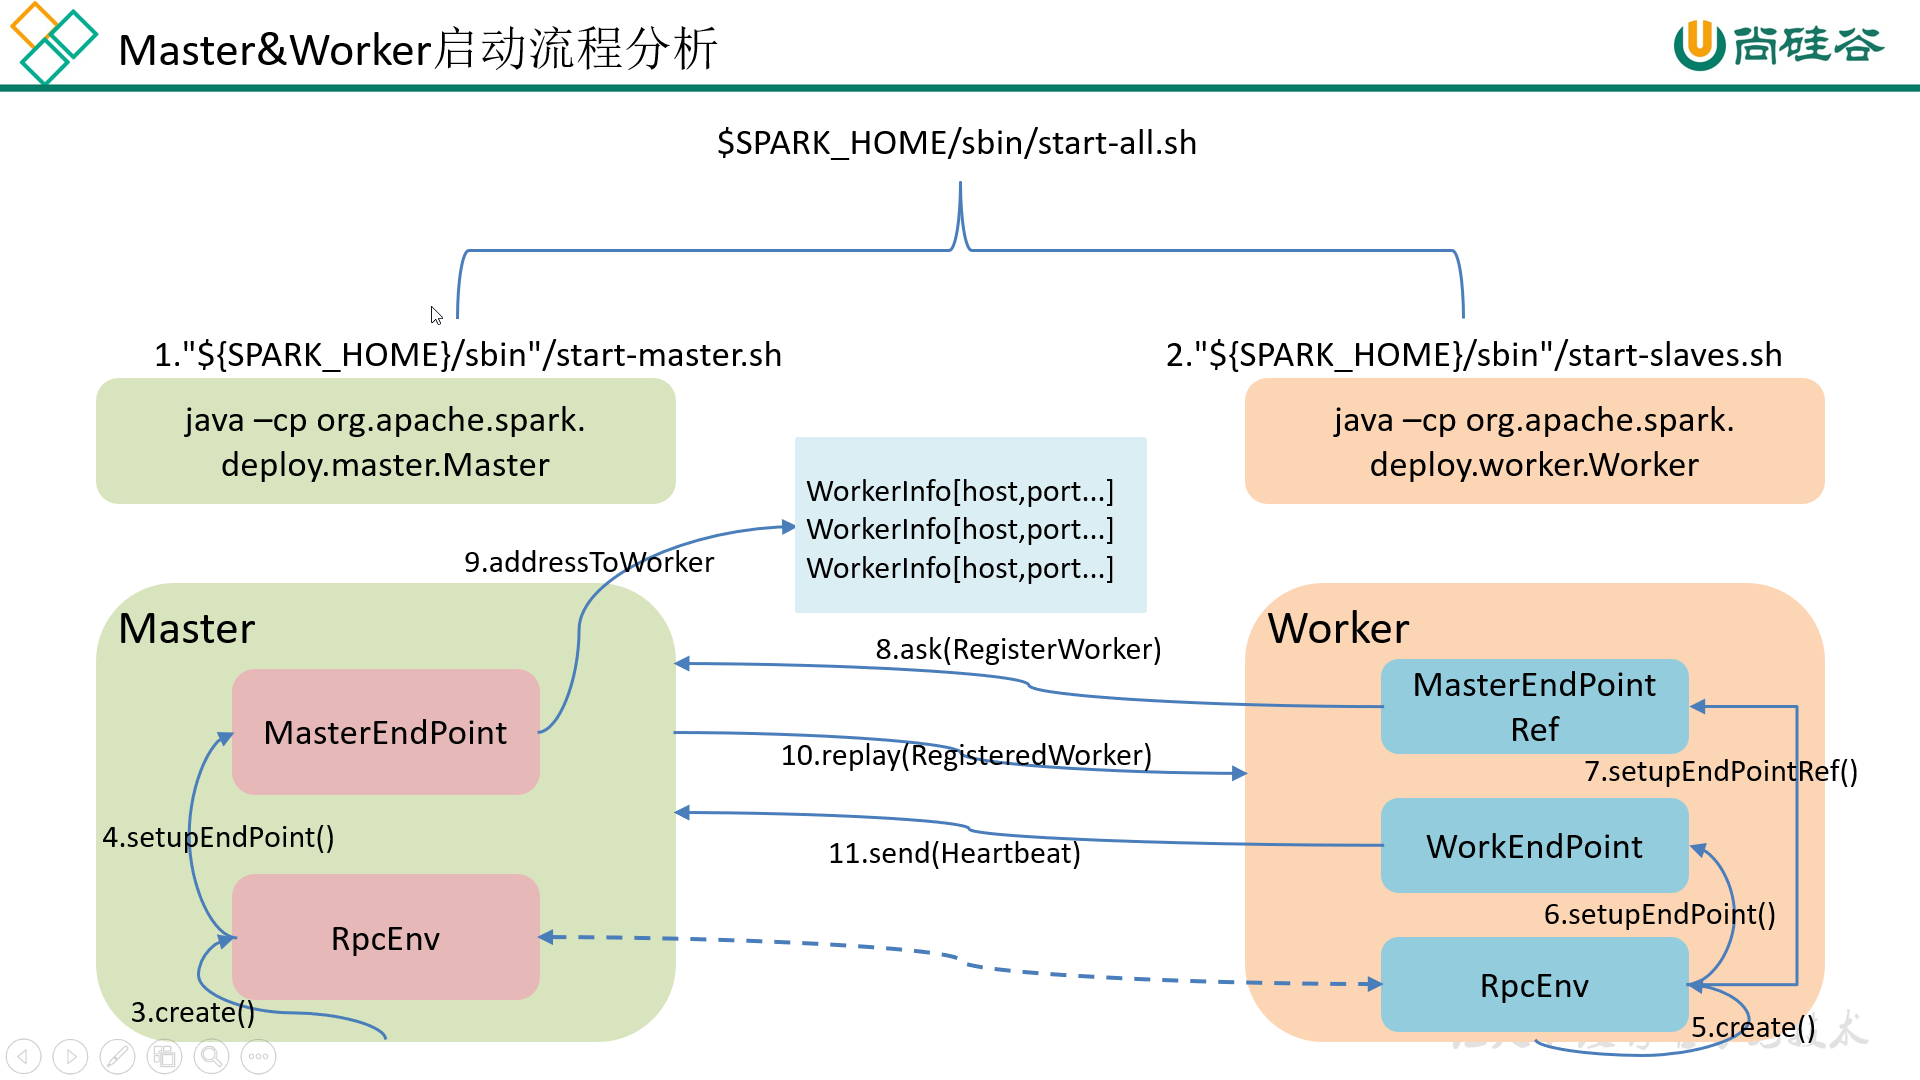 Master&Worker启动流程分析
尚硅谷
$SPARK_HOME/sbin/start-all.sh
1."${SPARK_HOME}/sbin"/start-master.sh
2."${SPARK_HOME}/sbin"/start-slaves.sh
java –cp org.apache.spark.
deploy.master.Master
java –cp org.apache.spark.
deploy.worker.Worker
WorkerInfo[host,port...]
WorkerInfo[host,port...]
WorkerInfo[host,port...]
9.addressToWorker
Master
Worker
8.ask(RegisterWorker)
MasterEndPoint
MasterEndPoint
Ref
10.replay(RegisteredWorker)
7.setupEndPointRef()
4.setupEndPoint()
11.send(Heartbeat)
WorkEndPoint
6.setupEndPoint()
RpcEnv
RpcEnv
3.create()
5.create()